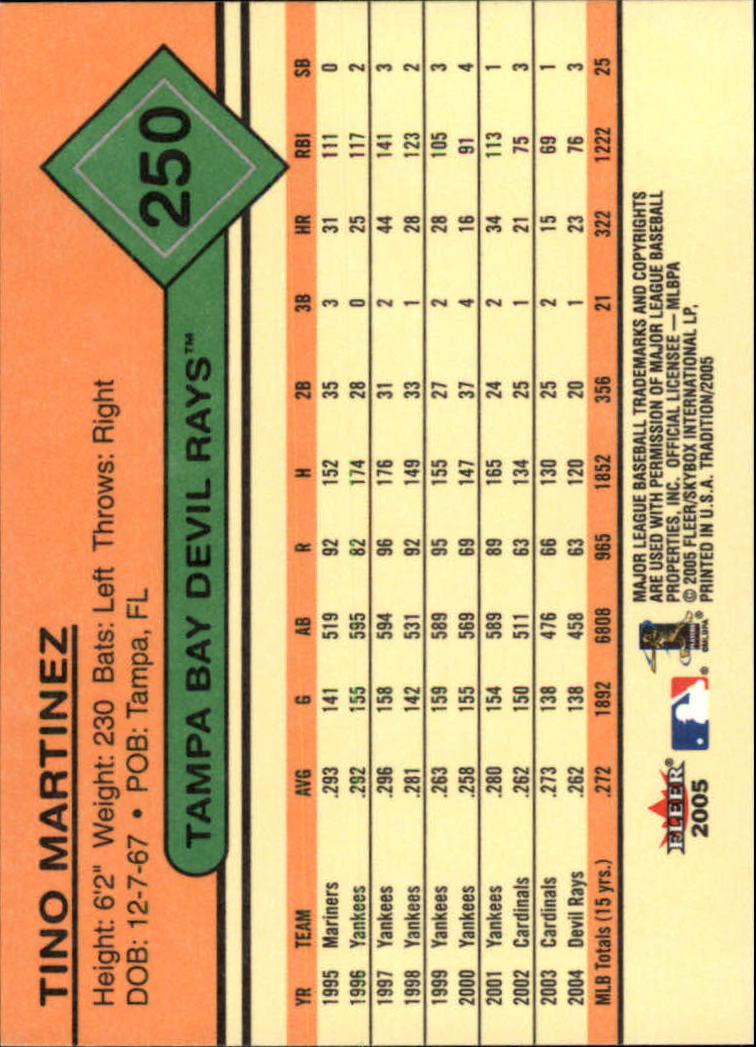 TINO MARTINEZ
Height: 6'2" Weight: 230 Bats: Left Throws: Right
DOB: 12-7-67 • POB: Tampa, FL
TAMPA BAY DEVIL RAYS™
250
YR TEAM AVG G AB R H 2B 3B HR RBI SB
1995 Mariners .293 141 519 92 152 35 3 31 111 0
1996 Yankees .292 155 595 82 174 28 0 25 117 2
1997 Yankees .296 158 594 96 176 31 2 44 141 3
1998 Yankees .281 142 531 92 149 33 1 28 123 2
1999 Yankees .263 159 589 95 155 27 2 28 105 3
2000 Yankees .258 155 569 69 147 37 4 16 91 4
2001 Yankees .280 154 589 89 165 24 2 34 113 1
2002 Cardinals .262 150 511 63 134 25 1 21 75 3
2003 Cardinals .273 138 476 66 130 25 2 15 69 1
2004 Devil Rays .262 138 458 63 120 20 1 23 76 3
MLB Totals (15 yrs.) .272 1892 6808 965 1852 356 21 322 1222 25
FLEER®
2005
MAJOR LEAGUE BASEBALL TRADEMARKS AND COPYRIGHTS
ARE USED WITH PERMISSION OF MAJOR LEAGUE BASEBALL
PROPERTIES, INC. OFFICIAL LICENSEE — MLBPA
© 2005 FLEER/SKYBOX INTERNATIONAL LP,
PRINTED IN U.S.A. TRADITION/2005